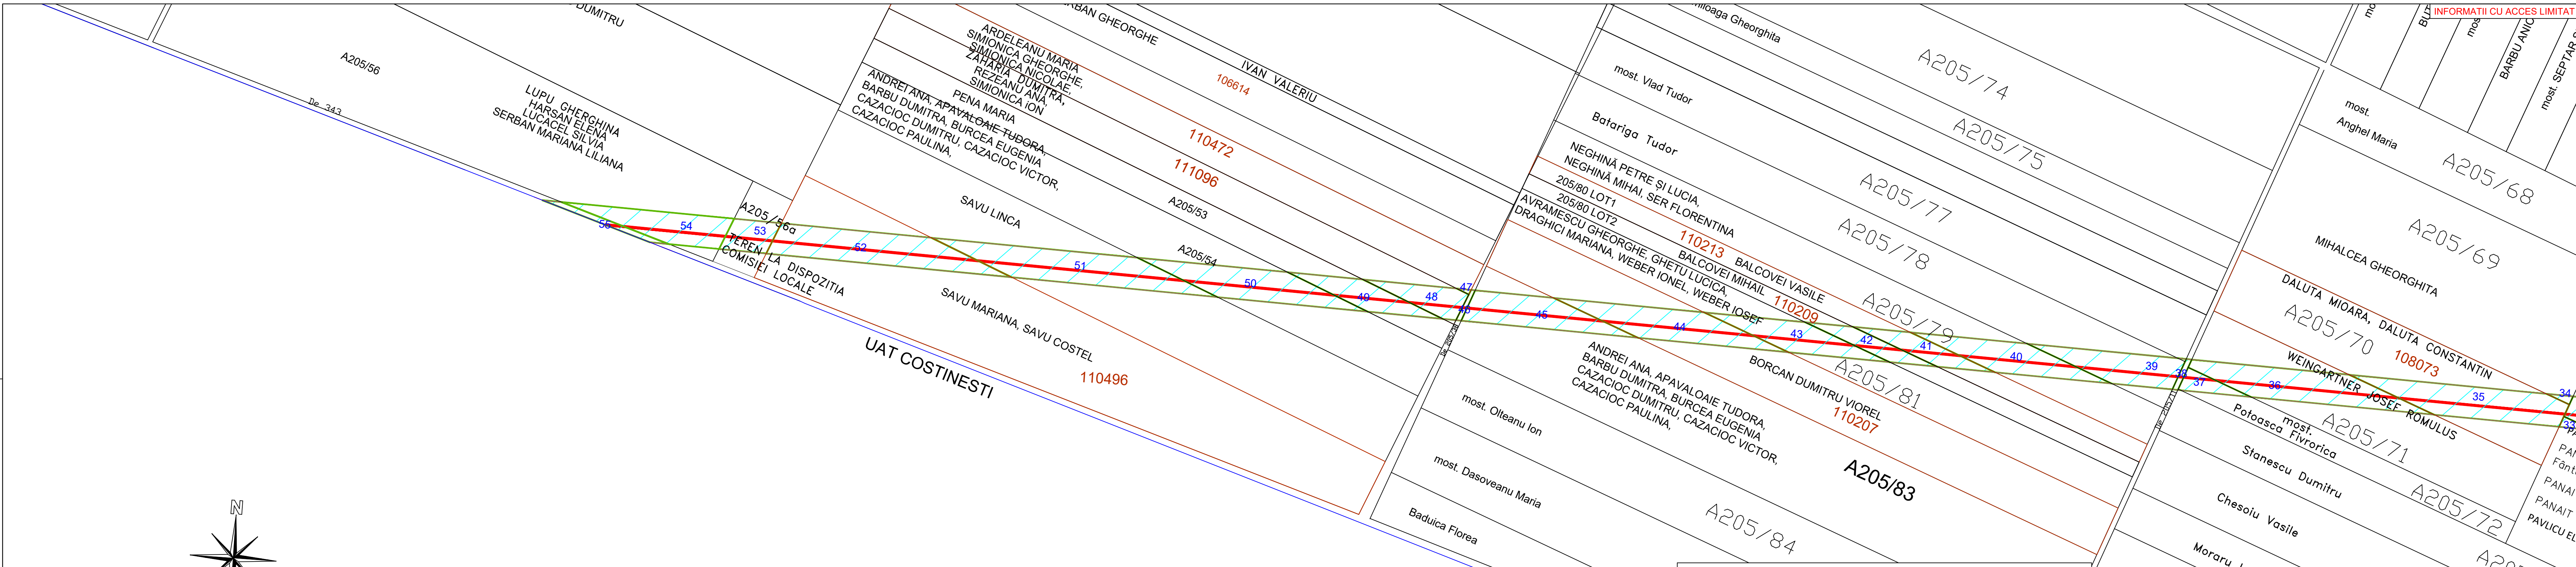 INFORMATII CU ACCES LIMITAT
A205/56
De 343
LUPU GHERGHINA
HARSAN ELENA
LUCACEL SILVIA
SERBAN MARIANA LILIANA
DUMITRU
ARDELEANU MARIA
SIMIONICA GHEORGHE,
SIMIONICA NICOLAE,
ZAHARIA DUMITRA,
REZEANU ANA,
SIMIONICA iON
PENA MARIA
ANDREI ANA, APAVALOAIE TUDORA,
BARBU DUMITRA, BURCEA EUGENIA
CAZACIOC DUMITRU, CAZACIOC VICTOR,
CAZACIOC PAULINA,
GHEORGHE
IVAN VALERIU
106614
110472
111096
A205/53
SAVU LINCA
A205/54
A205/56a
TEREN LA DISPOZITIA
COMISIEI LOCALE
SAVU MARIANA, SAVU COSTEL
110496
UAT COSTINESTI
N
55
54
53
52
51
50
49
48
47
46
45
44
43
42
41
40
39
38
37
36
35
34
33
Gheorghita
A205/74
A205/75
most. Vlad Tudor
A205/77
Batariga Tudor
A205/78
NEGHINĂ PETRE ȘI LUCIA,
NEGHINĂ MIHAI, SER FLORENTINA
205/80 LOT1
205/80 LOT2
110213
BALCOVEI VASILE
BALCOVEI MIHAIL
110209
A205/79
AVRAMESCU GHEORGHE, GHETU LUCICA,
DRAGHICI MARIANA, WEBER IONEL, WEBER IOSEF
BORCAN DUMITRU VIOREL
A205/81
110207
ANDREI ANA, APAVALOAIE TUDORA,
BARBU DUMITRA, BURCEA EUGENIA
CAZACIOC DUMITRU, CAZACIOC VICTOR,
CAZACIOC PAULINA,
A205/83
most. Olteanu Ion
most. Dasoveanu Maria
A205/84
Baduica Florea
BARBU ANIC
most. SEPTAR
most.
Anghel Maria
A205/68
A205/69
MIHALCEA GHEORGHITA
DALUTA MIOARA, DALUTA CONSTANTIN
A205/70
108073
WEINGARTNER JOSEF ROMULUS
most.
Potoasca Fivrorica
A205/71
Stanescu Dumitru
A205/72
Chesoiu Vasile
Moraru
PANAIT
PAVLICU